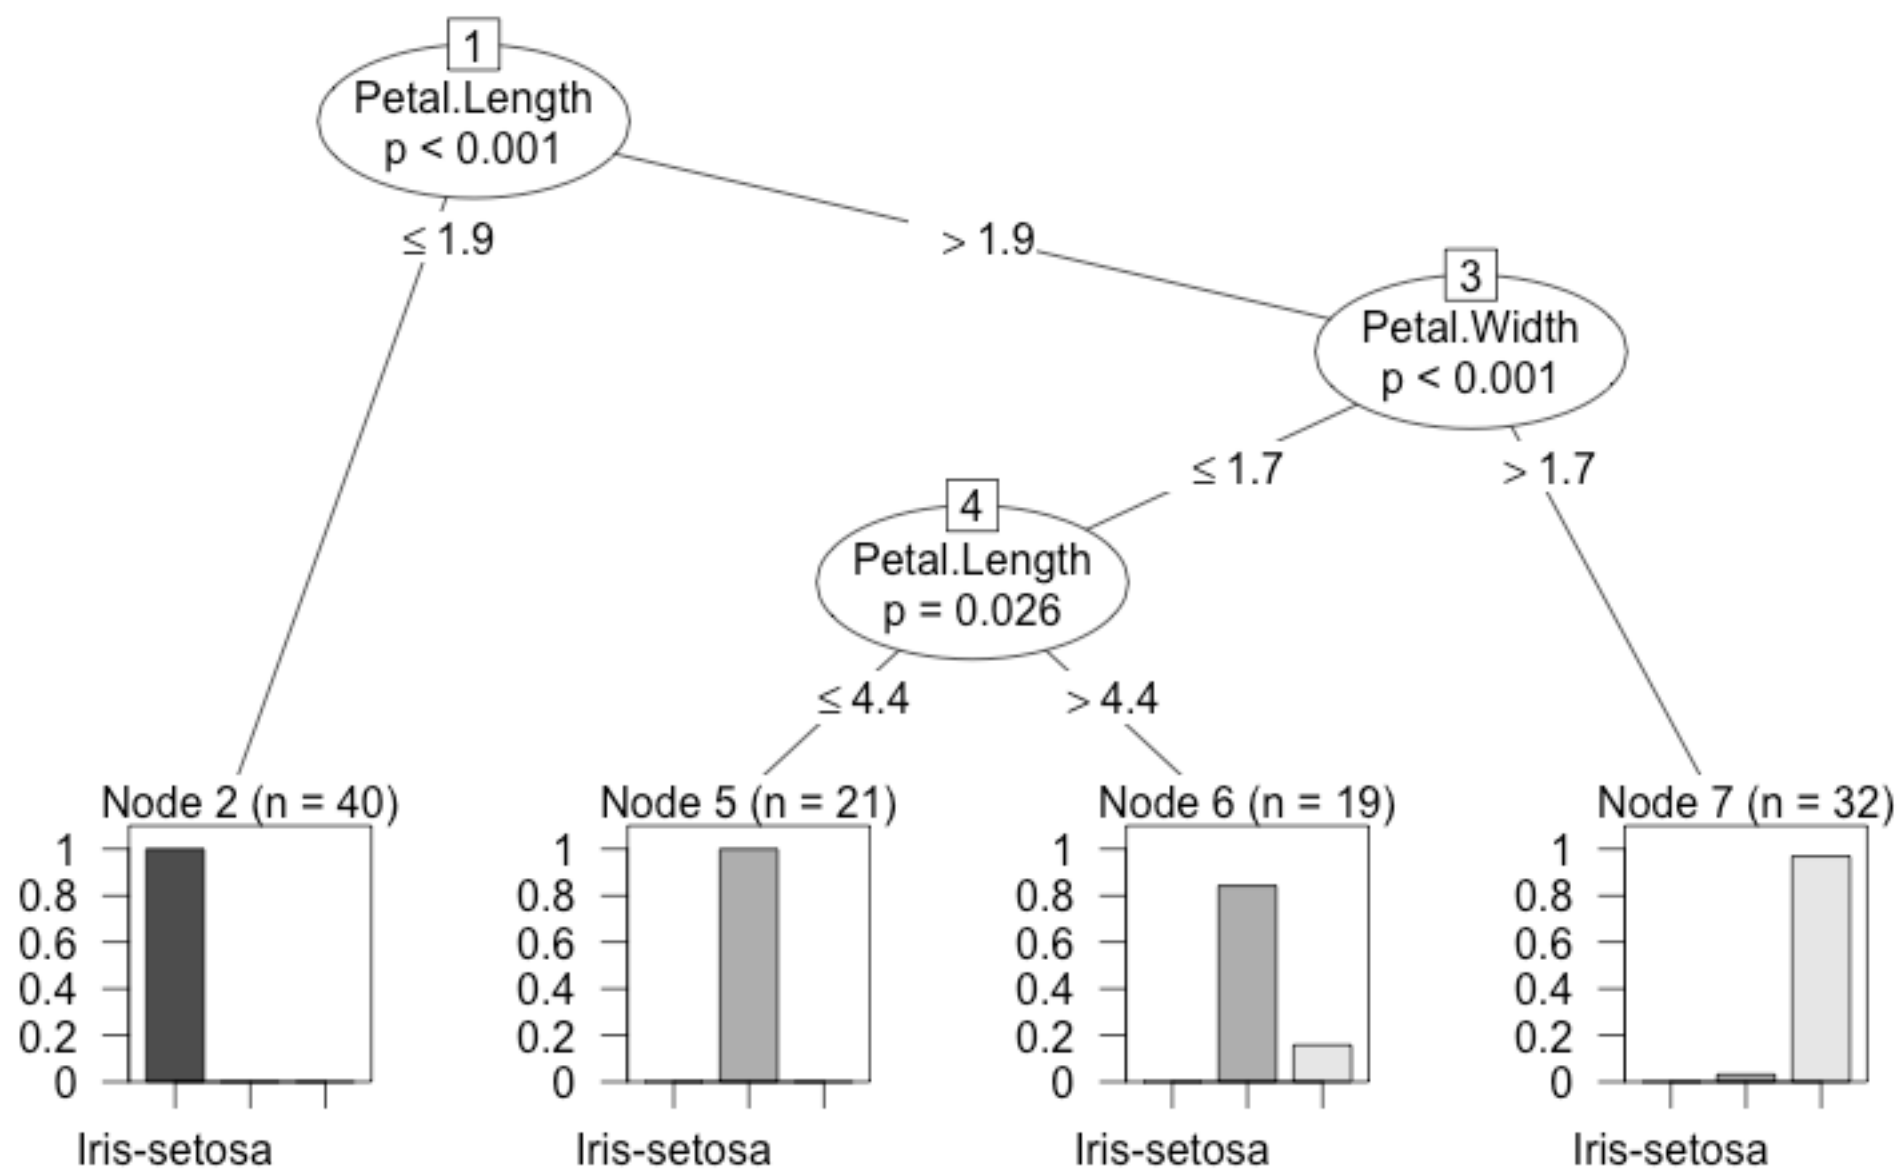 1
Petal.Length
p < 0.001
≤ 1.9
> 1.9
3
Petal.Width
p < 0.001
≤ 1.7
> 1.7
4
Petal.Length
p = 0.026
≤ 4.4
> 4.4
Node 2 (n = 40)
1
0.8
0.6
0.4
0.2
0
Iris-setosa
Node 5 (n = 21)
1
0.8
0.6
0.4
0.2
0
Iris-setosa
Node 6 (n = 19)
1
0.8
0.6
0.4
0.2
0
Iris-setosa
Node 7 (n = 32)
1
0.8
0.6
0.4
0.2
0
Iris-setosa